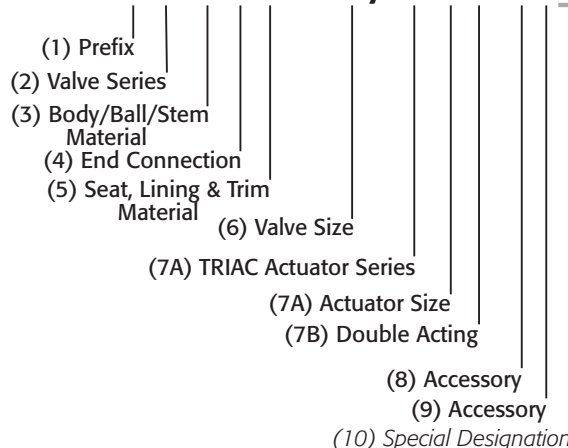 (1) Prefix
(2) Valve Series
(3) Body/Ball/Stem
Material
(4) End Connection
(5) Seat, Lining & Trim
Material
(6) Valve Size
(7A) TRIAC Actuator Series
(7A) Actuator Size
(7B) Double Acting
(8) Accessory
(9) Accessory
(10) Special Designation